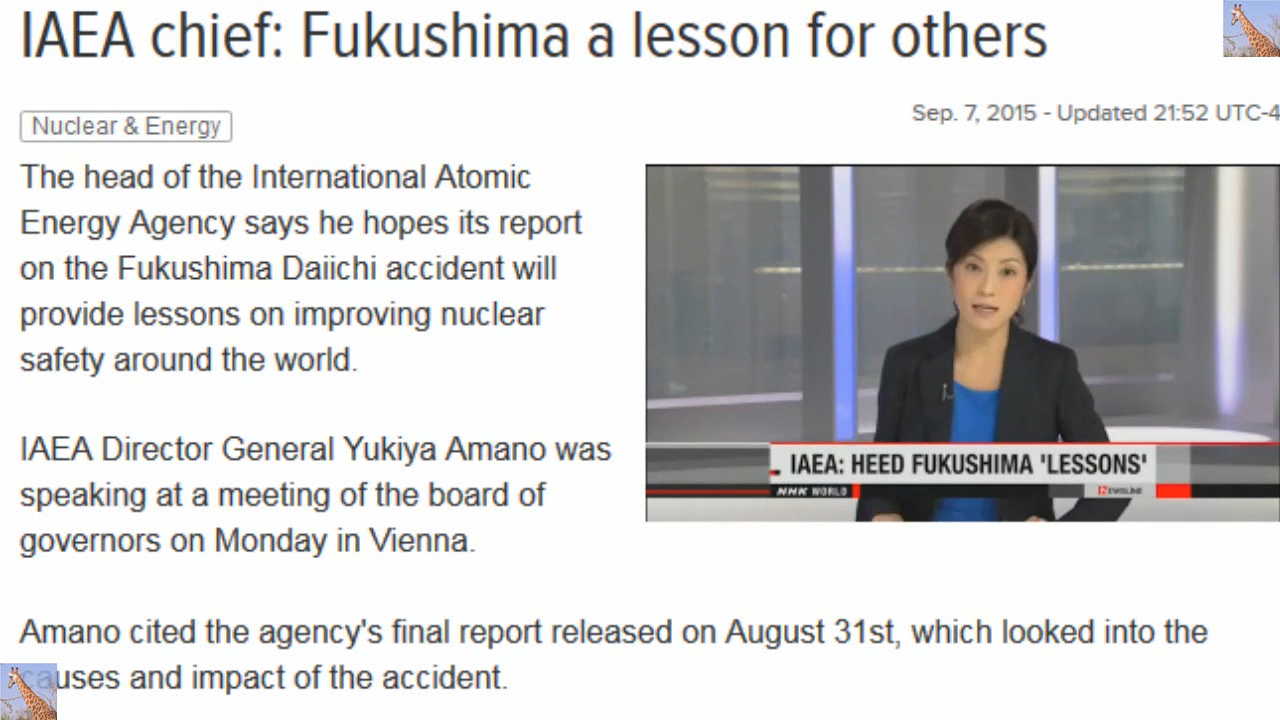 IAEA chief: Fukushima a lesson for others
Sep. 7, 2015 - Updated 21:52 UTC-4
Nuclear & Energy
The head of the International Atomic
Energy Agency says he hopes its report
on the Fukushima Daiichi accident will
provide lessons on improving nuclear
safety around the world.
IAEA Director General Yukiya Amano was
speaking at a meeting of the board of
governors on Monday in Vienna.
IAEA: HEED FUKUSHIMA 'LESSONS'
NHK WORLD
NEWSLINE
Amano cited the agency's final report released on August 31st, which looked into the
causes and impact of the accident.